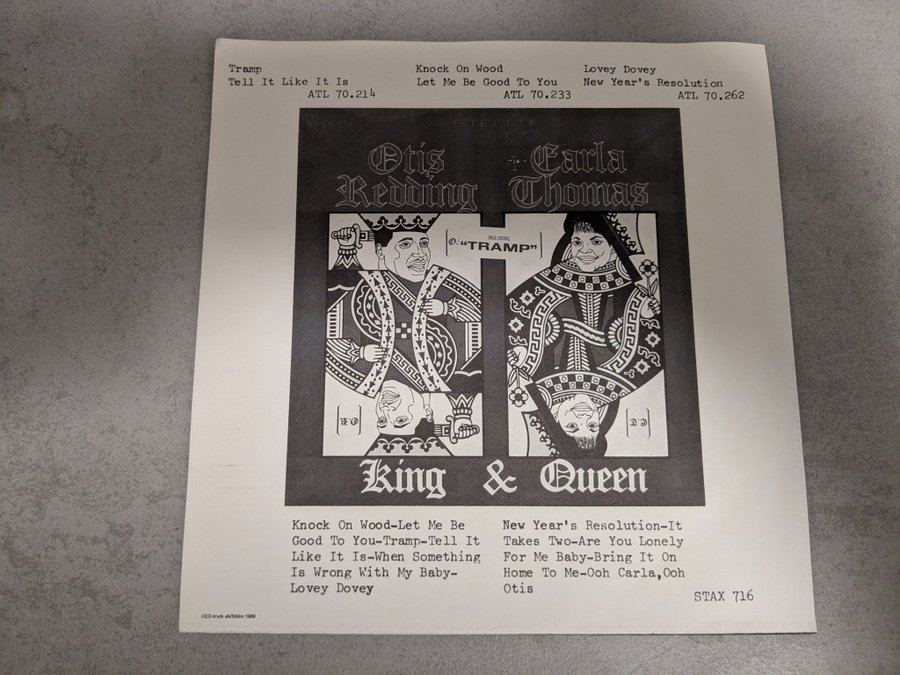 Tramp
Tell It Like It Is
ATL 70.214
Knock On Wood
Let Me Be Good To You
ATL 70.233
Lovey Dovey
New Year's Resolution
ATL 70.262
STEREO
Otis
Redding
Carla
Thomas
INCLUDING
"TRAMP"
King & Queen
Knock On Wood-Let Me Be
Good To You-Tramp-Tell It
Like It Is-When Something
Is Wrong With My Baby-
Lovey Dovey
New Year's Resolution-It
Takes Two-Are You Lonely
For Me Baby-Bring It On
Home To Me-Ooh Carla,Ooh
Otis
STAX 716